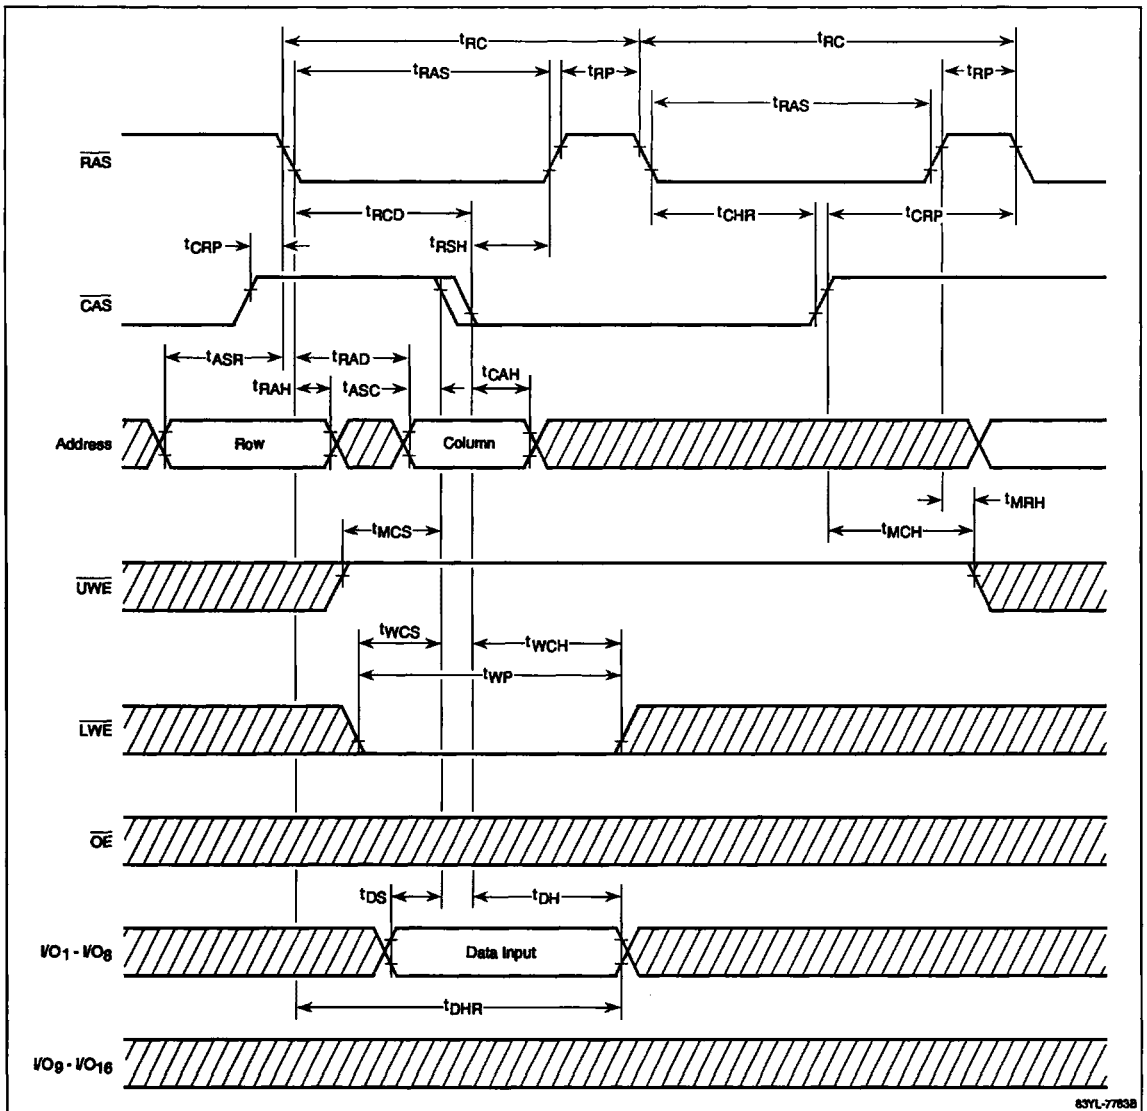 tRC tRC
tRAS tRP tRAS tRP
RAS
tRCD tCHR tCRP
tCRP tRSH
CAS
tASR tRAD tCAH
tRAH tASC
Address Row Column
tMRH
tMCS tMCH
UWE
tWCS tWCH
tWP
LWE
OE
tDS tDH
I/O1 - I/O8 Data Input
tDHR
I/O9 - I/O16
83YL-7783B